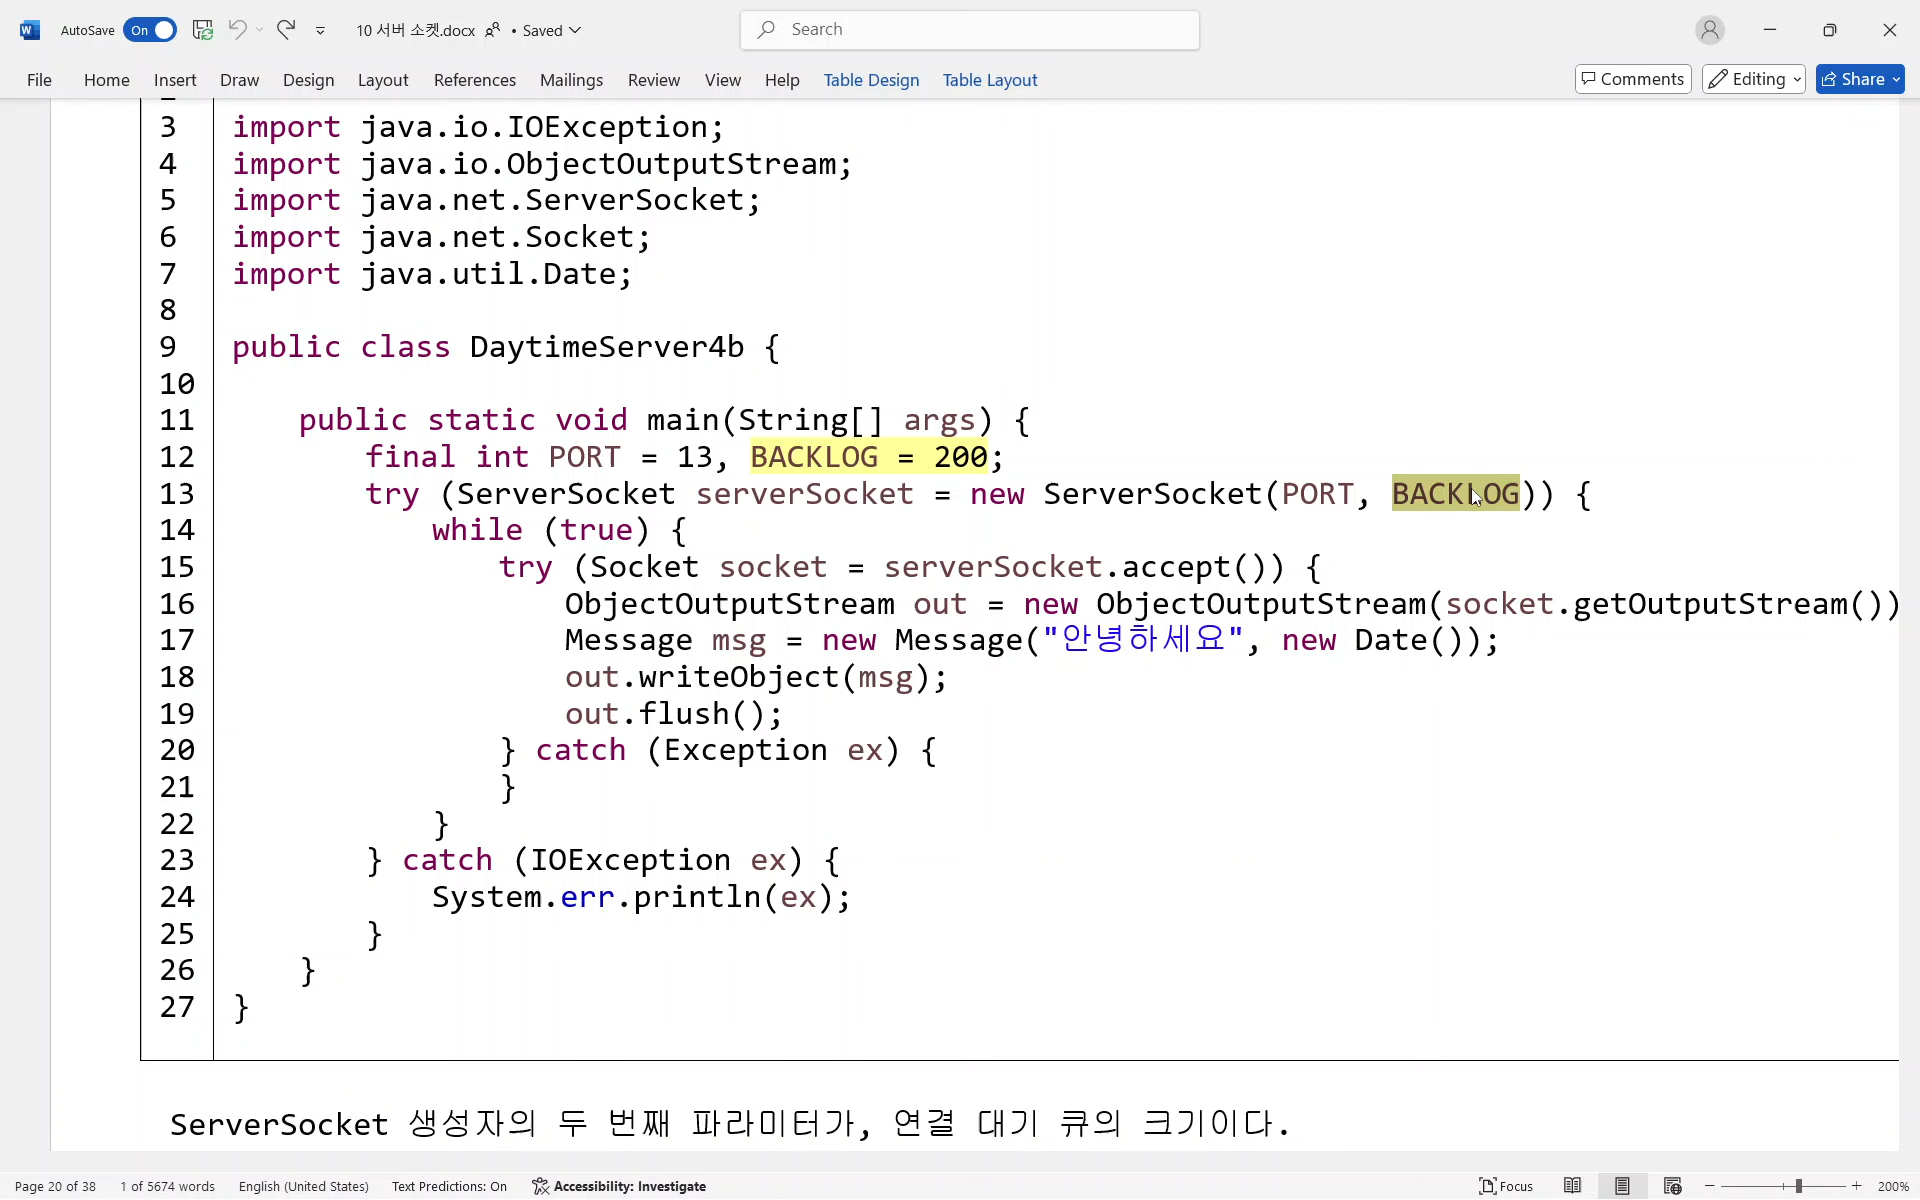 AutoSave On 10 서버 소켓.docx • Saved Search
File Home Insert Draw Design Layout References Mailings Review View Help Table Design Table Layout Comments Editing Share
3 import java.io.IOException;
4 import java.io.ObjectOutputStream;
5 import java.net.ServerSocket;
6 import java.net.Socket;
7 import java.util.Date;
8
9 public class DaytimeServer4b {
10
11 public static void main(String[] args) {
12 final int PORT = 13, BACKLOG = 200;
13 try (ServerSocket serverSocket = new ServerSocket(PORT, BACKLOG)) {
14 while (true) {
15 try (Socket socket = serverSocket.accept()) {
16 ObjectOutputStream out = new ObjectOutputStream(socket.getOutputStream())
17 Message msg = new Message("안녕하세요", new Date());
18 out.writeObject(msg);
19 out.flush();
20 } catch (Exception ex) {
21 }
22 }
23 } catch (IOException ex) {
24 System.err.println(ex);
25 }
26 }
27 }
ServerSocket 생성자의 두 번째 파라미터가, 연결 대기 큐의 크기이다.
Page 20 of 38 1 of 5674 words English (United States) Text Predictions: On Accessibility: Investigate Focus 200%